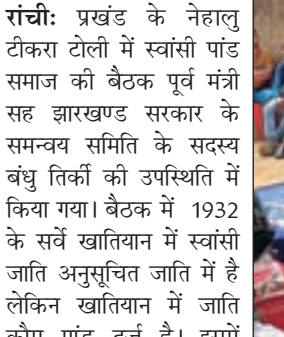 रांचीः प्रखंड के नेहालु
टीकरा टोली में स्वांसी पांड
समाज की बैठक पूर्व मंत्री
सह झारखण्ड सरकार के
समन्वय समिति के सदस्य
बंधु तिर्की की उपस्थिति में
किया गया। बैठक में 1932
के सर्वे खातियान में स्वांसी
जाति अनुसूचित जाति में है
लेकिन खातियान में जाति